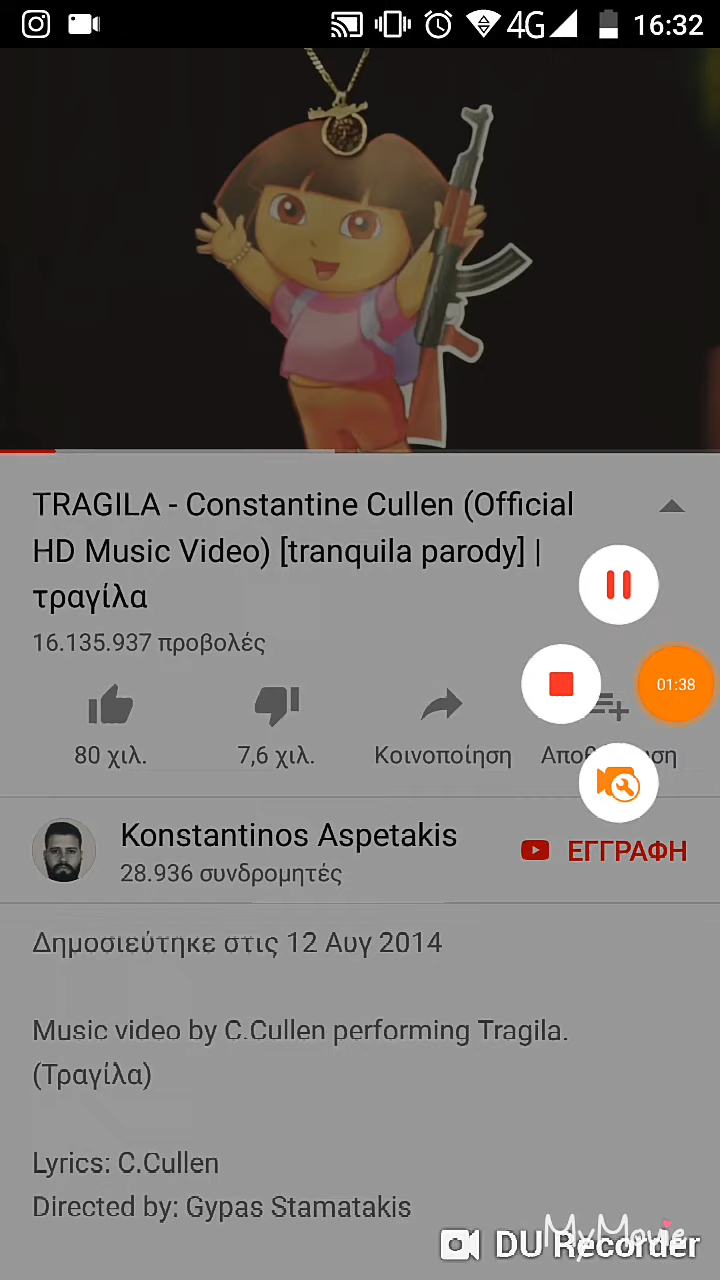 4G 16:32
TRAGILA - Constantine Cullen (Official
HD Music Video) [tranquila parody] |
τραγίλα
16.135.937 προβολές
01:38
80 χιλ. 7,6 χιλ. Κοινοποίηση
Konstantinos Aspetakis
ΕΓΓΡΑΦΗ
28.936 συνδρομητές
Δημοσιεύτηκε στις 12 Αυγ 2014
Music video by C.Cullen performing Tragila.
(Τραγίλα)
Lyrics: C.Cullen
Directed by: Gypas Stamatakis
MyMovie
DU Recorder